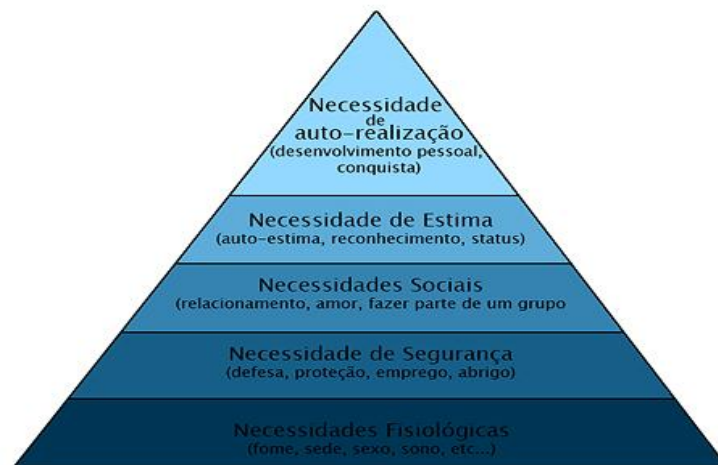 Necessidade
de
auto-realização
(desenvolvimento pessoal,
conquista)
Necessidade de Estima
(auto-estima, reconhecimento, status)
Necessidades Sociais
(relacionamento, amor, fazer parte de um grupo
Necessidade de Segurança
(defesa, proteção, emprego, abrigo)
Necessidades Fisiológicas
(fome, sede, sexo, sono, etc...)